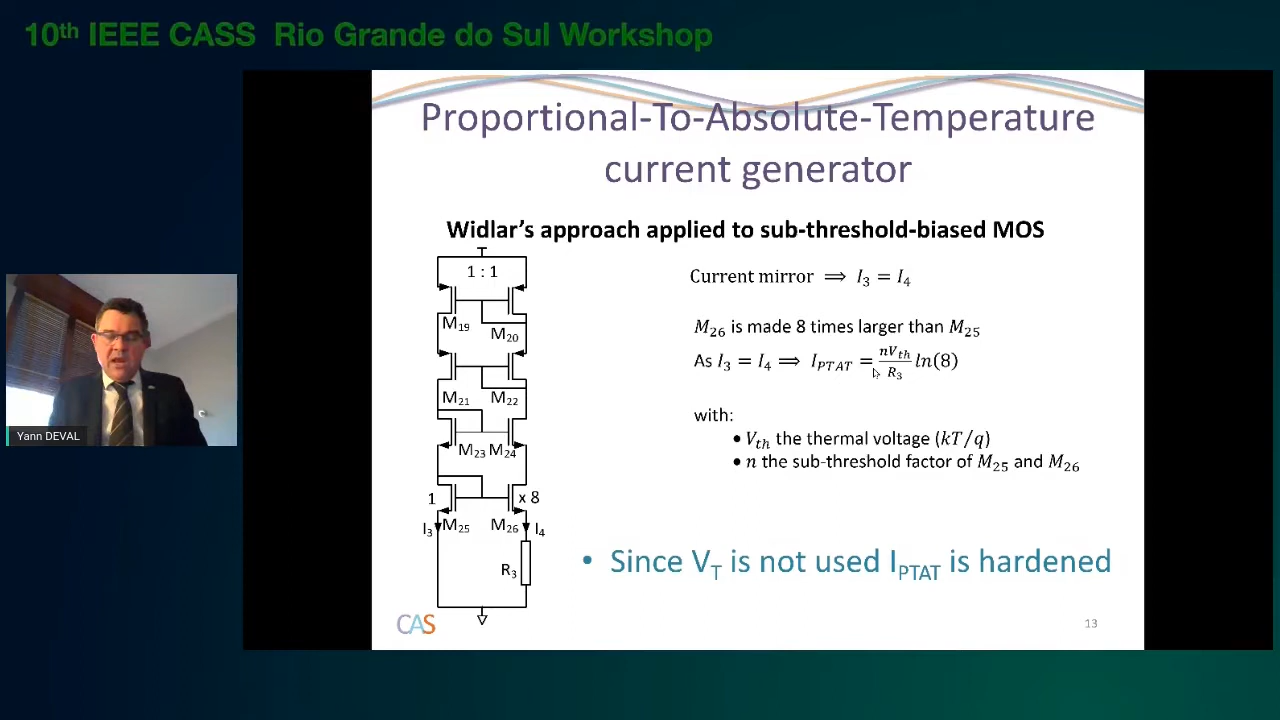 10th IEEE CASS Rio Grande do Sul Workshop
Proportional-To-Absolute-Temperature
current generator
Widlar's approach applied to sub-threshold-biased MOS
1 : 1
M19
M20
M21
M22
M23 M24
1
x 8
I3
M25
M26
I4
R3
Current mirror ⟹ I3 = I4
M26 is made 8 times larger than M25
As I3 = I4 ⟹ IPTAT = nVth/R3 ln(8)
with:
• Vth the thermal voltage (kT/q)
• n the sub-threshold factor of M25 and M26
• Since VT is not used IPTAT is hardened
CAS
13
Yann DEVAL